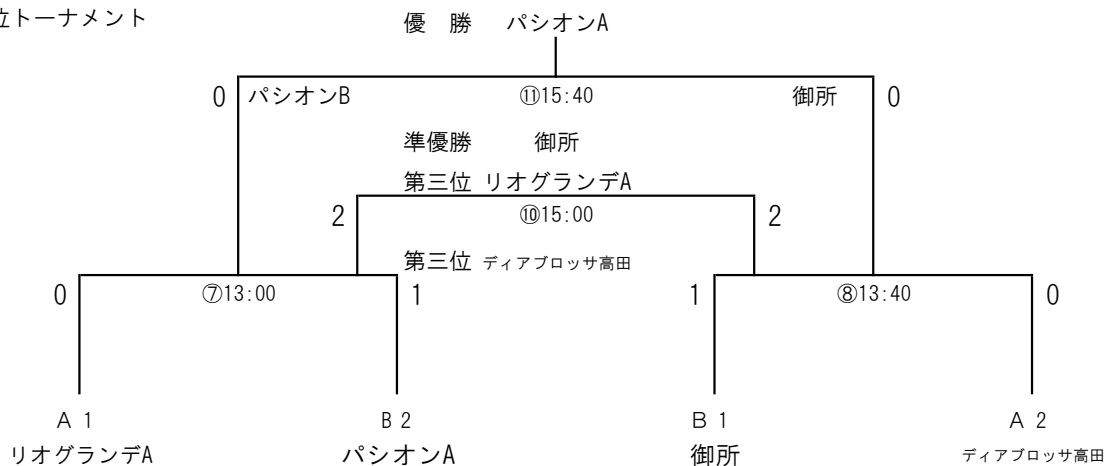 位トーナメント
優　勝　パシオンA
0 パシオンB ⑪15:40 御所 0
準優勝　御所
第三位 リオグランデA
2 ⑩15:00 2
第三位 ディアブロッサ高田
0 ⑦13:00 1 1 ⑧13:40 0
A 1 B 2 B 1 A 2
リオグランデA パシオンA 御所 ディアブロッサ高田